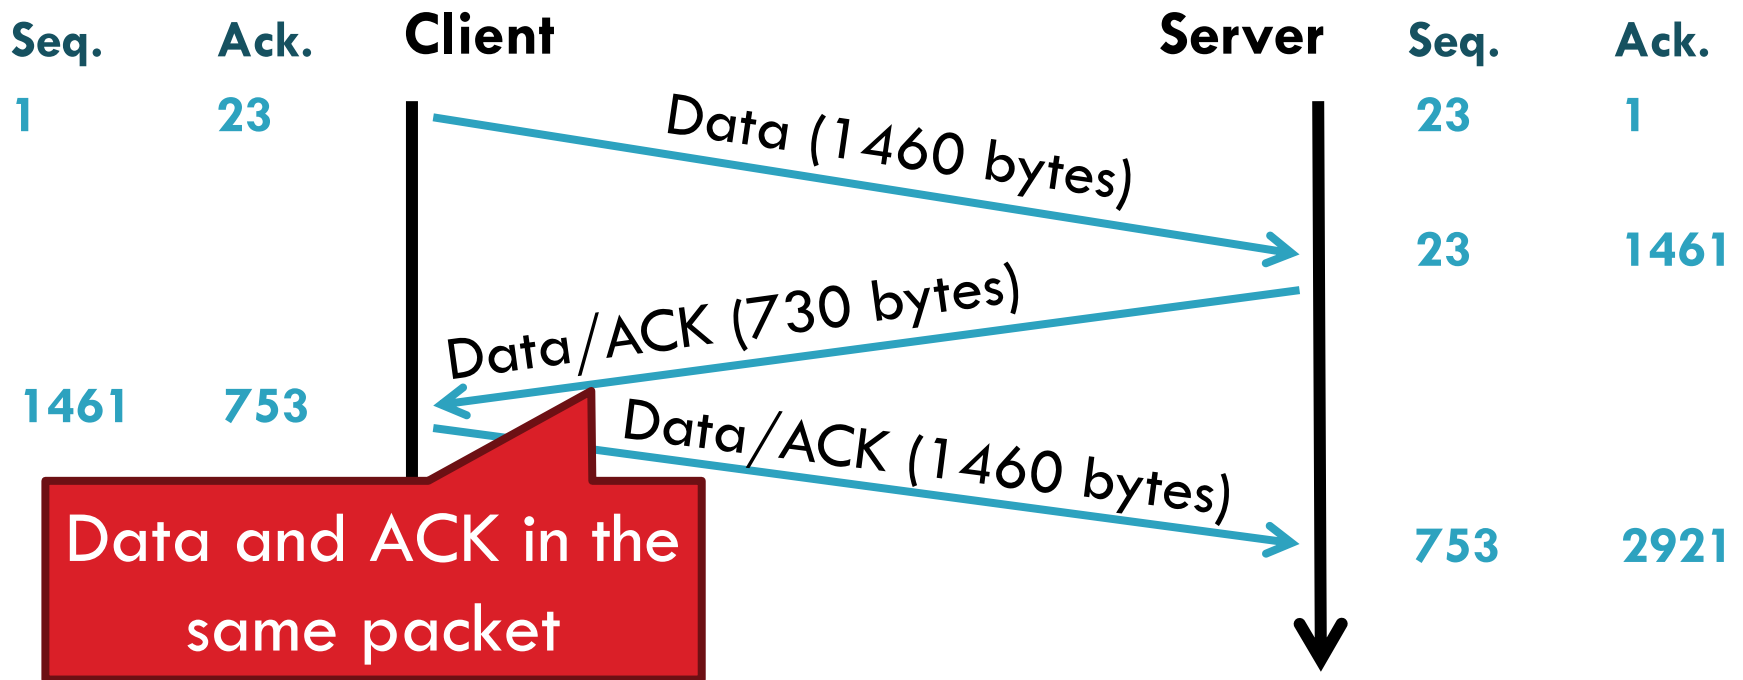 Seq. Ack. Client Server Seq. Ack.
1 23 23 1
Data (1460 bytes)
23 1461
Data/ACK (730 bytes)
1461 753
Data/ACK (1460 bytes)
Data and ACK in the
same packet
753 2921